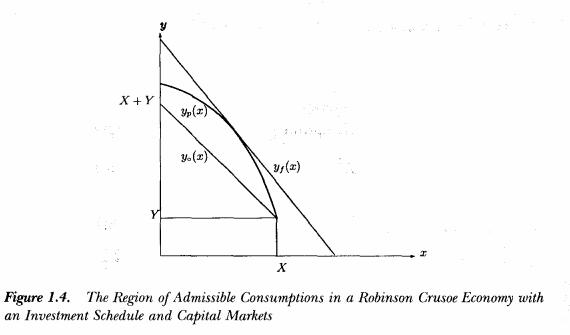 y
X + Y
y_p(x)
y_o(x)
y_f(x)
Y
x
X
Figure 1.4. The Region of Admissible Consumptions in a Robinson Crusoe Economy with
an Investment Schedule and Capital Markets